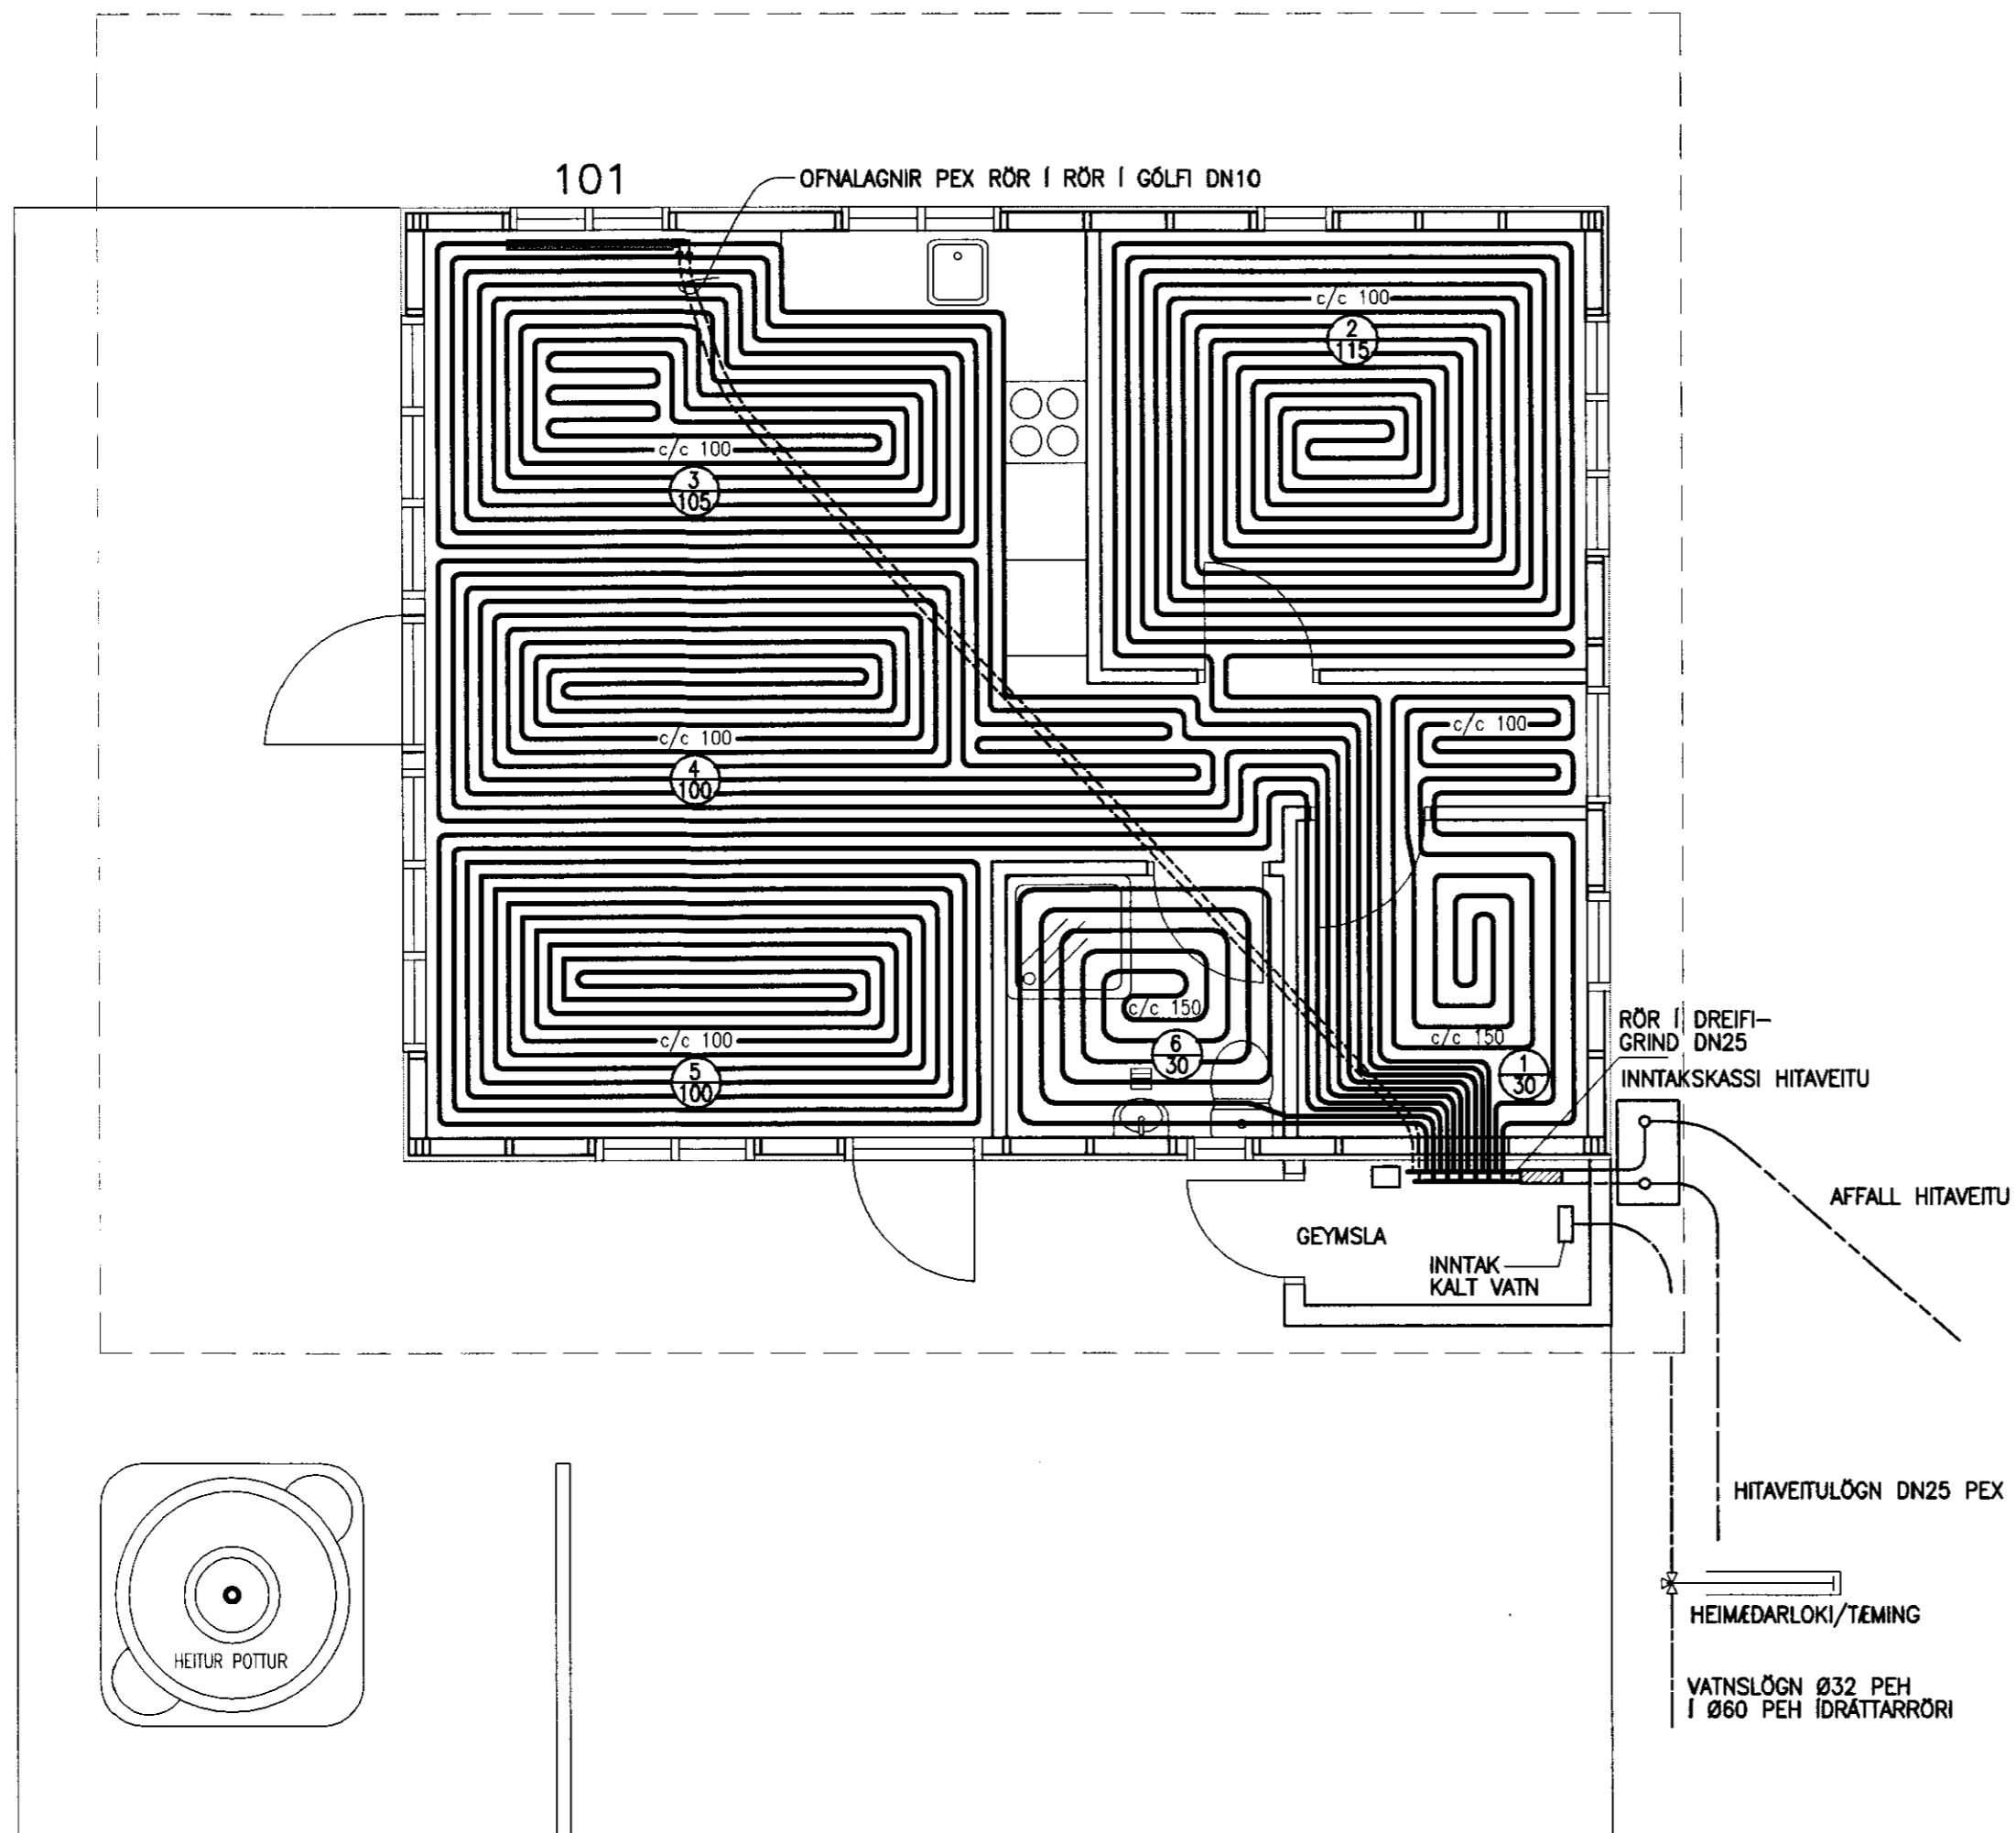 101
OFNALAGNIR PEX RÖR Í RÖR Í GÓLFI DN10
c/c 100
2
115
c/c 100
3
105
c/c 100
c/c 100
4
100
c/c 150
c/c 100
6
30
5
100
c/c 150
1
30
RÖR Í DREIFI-
GRIND DN25
INNTAKSKASSI HITAVEITU
AFFALL HITAVEITU
GEYMSLA
INNTAK
KALT VATN
HITAVEITULÖGN DN25 PEX
HEIMÆDARLOKI/TÆMING
HEITUR POTTUR
VATNSLÖGN Ø32 PEH
Í Ø60 PEH ÍDRÁTTARRÖRI